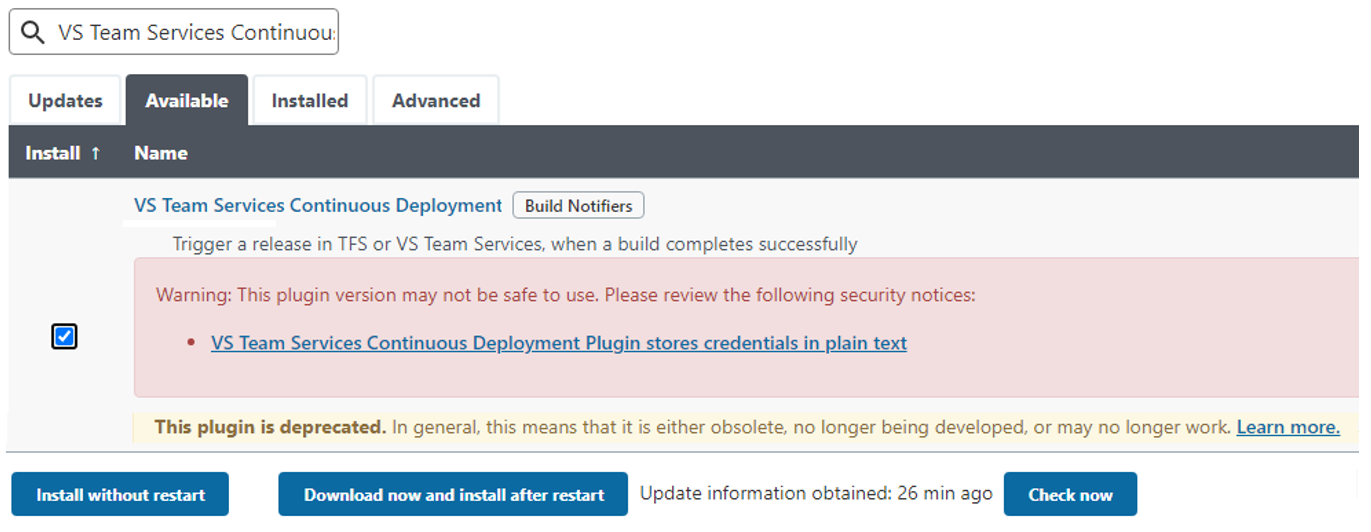 VS Team Services Continuou
Updates Available Installed Advanced
Install ↑ Name
VS Team Services Continuous Deployment Build Notifiers
Trigger a release in TFS or VS Team Services, when a build completes successfully
Warning: This plugin version may not be safe to use. Please review the following security notices:
• VS Team Services Continuous Deployment Plugin stores credentials in plain text
This plugin is deprecated. In general, this means that it is either obsolete, no longer being developed, or may no longer work. Learn more.
Install without restart Download now and install after restart Update information obtained: 26 min ago Check now